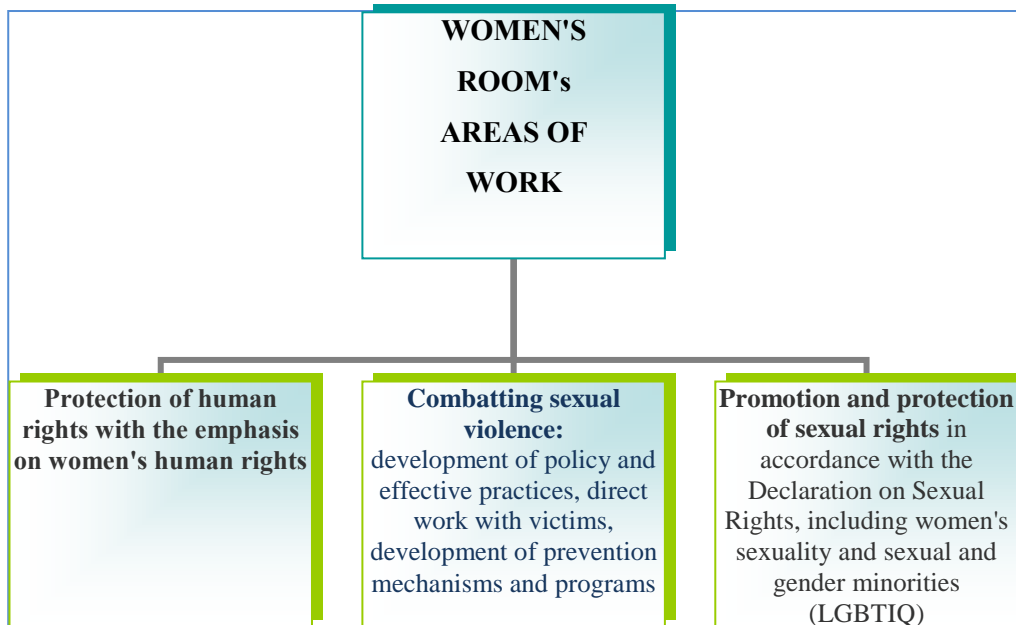 WOMEN'S
ROOM's
AREAS OF
WORK
Protection of human
rights with the emphasis
on women's human rights
Combatting sexual
violence:
development of policy and
effective practices, direct
work with victims,
development of prevention
mechanisms and programs
Promotion and protection
of sexual rights in
accordance with the
Declaration on Sexual
Rights, including women's
sexuality and sexual and
gender minorities
(LGBTIQ)